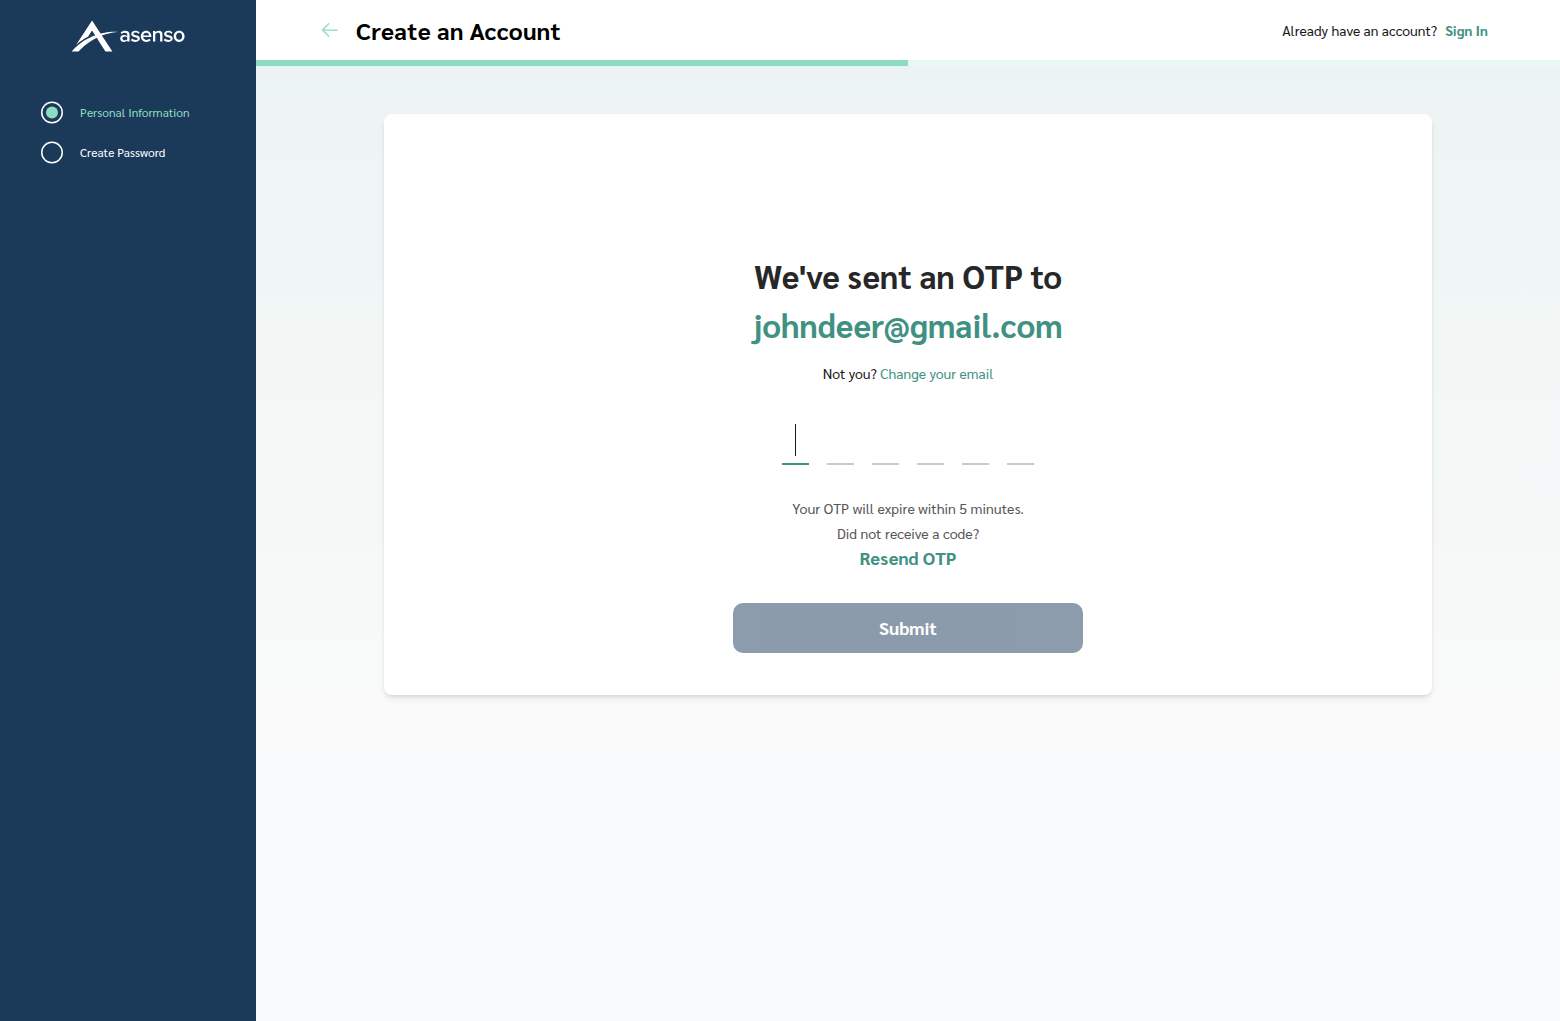 asenso
Personal Information
Create Password
Create an Account
Already have an account? Sign In
We've sent an OTP to
johndeer@gmail.com
Not you? Change your email
Your OTP will expire within 5 minutes.
Did not receive a code?
Resend OTP
Submit